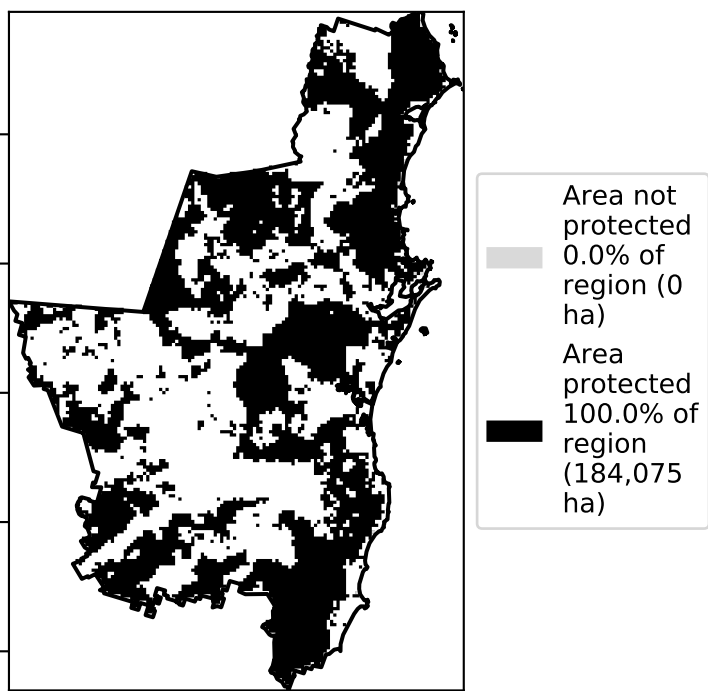 Area not
protected
0.0% of
region (0
ha)
Area
protected
100.0% of
region
(184,075
ha)